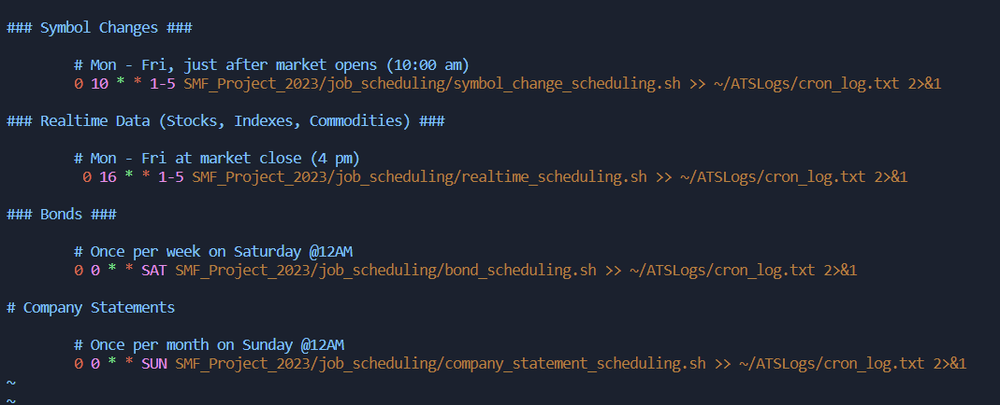 ### Symbol Changes ###
# Mon - Fri, just after market opens (10:00 am)
0 10 * * 1-5 SMF_Project_2023/job_scheduling/symbol_change_scheduling.sh >> ~/ATSLogs/cron_log.txt 2>&1
### Realtime Data (Stocks, Indexes, Commodities) ###
# Mon - Fri at market close (4 pm)
0 16 * * 1-5 SMF_Project_2023/job_scheduling/realtime_scheduling.sh >> ~/ATSLogs/cron_log.txt 2>&1
### Bonds ###
# Once per week on Saturday @12AM
0 0 * * SAT SMF_Project_2023/job_scheduling/bond_scheduling.sh >> ~/ATSLogs/cron_log.txt 2>&1
# Company Statements
# Once per month on Sunday @12AM
0 0 * * SUN SMF_Project_2023/job_scheduling/company_statement_scheduling.sh >> ~/ATSLogs/cron_log.txt 2>&1
~
~